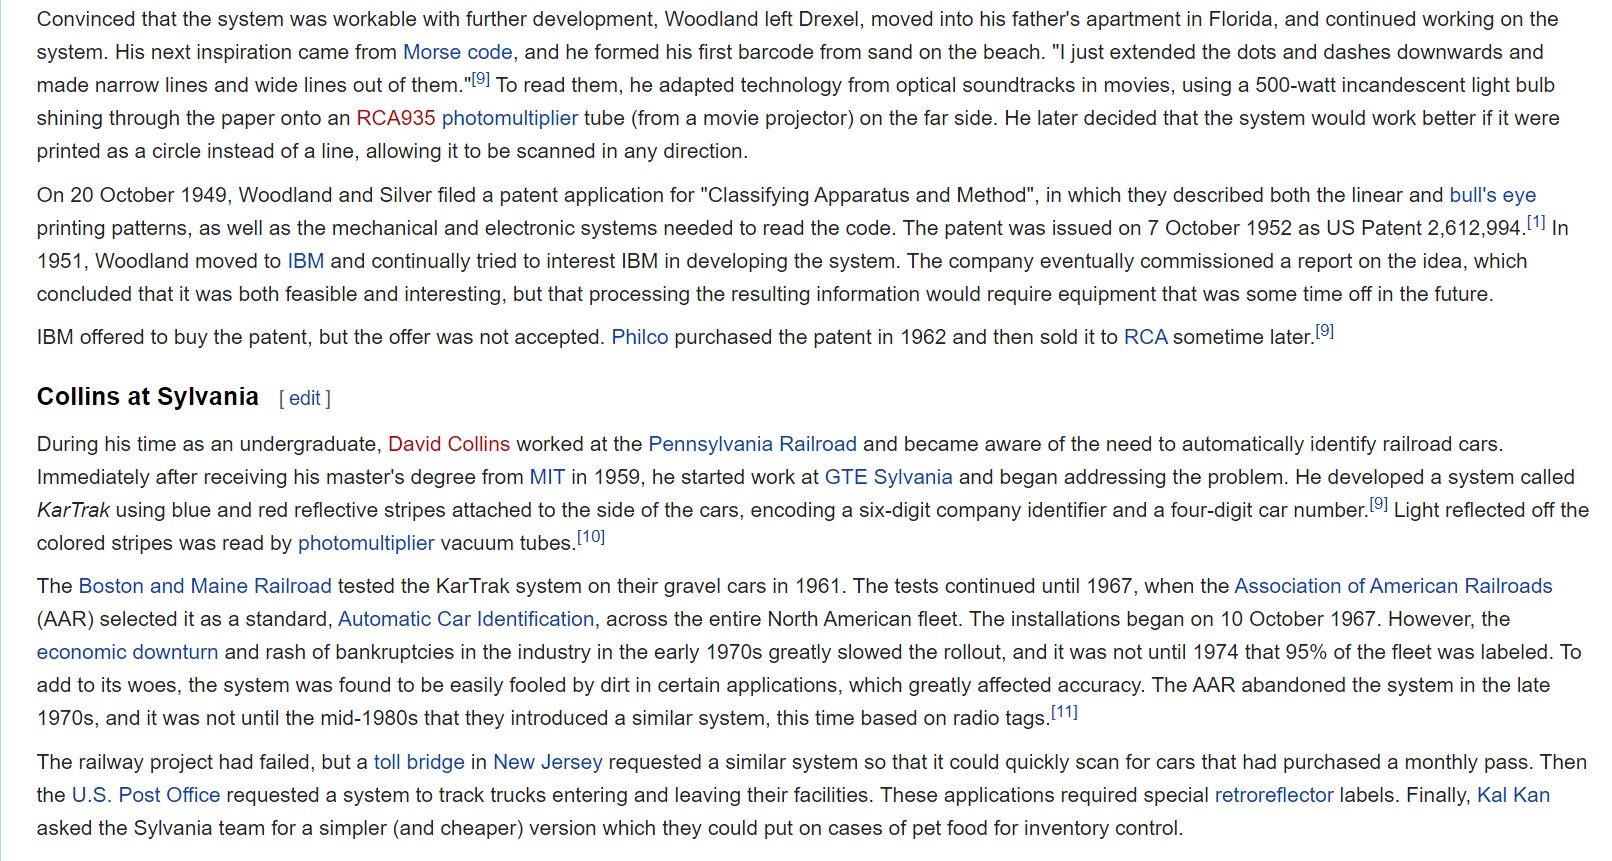 Convinced that the system was workable with further development, Woodland left Drexel, moved into his father's apartment in Florida, and continued working on the
system. His next inspiration came from Morse code, and he formed his first barcode from sand on the beach. "I just extended the dots and dashes downwards and
made narrow lines and wide lines out of them."[9] To read them, he adapted technology from optical soundtracks in movies, using a 500-watt incandescent light bulb
shining through the paper onto an RCA935 photomultiplier tube (from a movie projector) on the far side. He later decided that the system would work better if it were
printed as a circle instead of a line, allowing it to be scanned in any direction.
On 20 October 1949, Woodland and Silver filed a patent application for "Classifying Apparatus and Method", in which they described both the linear and bull's eye
printing patterns, as well as the mechanical and electronic systems needed to read the code. The patent was issued on 7 October 1952 as US Patent 2,612,994.[1] In
1951, Woodland moved to IBM and continually tried to interest IBM in developing the system. The company eventually commissioned a report on the idea, which
concluded that it was both feasible and interesting, but that processing the resulting information would require equipment that was some time off in the future.
IBM offered to buy the patent, but the offer was not accepted. Philco purchased the patent in 1962 and then sold it to RCA sometime later.[9]
Collins at Sylvania [ edit ]
During his time as an undergraduate, David Collins worked at the Pennsylvania Railroad and became aware of the need to automatically identify railroad cars.
Immediately after receiving his master's degree from MIT in 1959, he started work at GTE Sylvania and began addressing the problem. He developed a system called
KarTrak using blue and red reflective stripes attached to the side of the cars, encoding a six-digit company identifier and a four-digit car number.[9] Light reflected off the
colored stripes was read by photomultiplier vacuum tubes.[10]
The Boston and Maine Railroad tested the KarTrak system on their gravel cars in 1961. The tests continued until 1967, when the Association of American Railroads
(AAR) selected it as a standard, Automatic Car Identification, across the entire North American fleet. The installations began on 10 October 1967. However, the
economic downturn and rash of bankruptcies in the industry in the early 1970s greatly slowed the rollout, and it was not until 1974 that 95% of the fleet was labeled. To
add to its woes, the system was found to be easily fooled by dirt in certain applications, which greatly affected accuracy. The AAR abandoned the system in the late
1970s, and it was not until the mid-1980s that they introduced a similar system, this time based on radio tags.[11]
The railway project had failed, but a toll bridge in New Jersey requested a similar system so that it could quickly scan for cars that had purchased a monthly pass. Then
the U.S. Post Office requested a system to track trucks entering and leaving their facilities. These applications required special retroreflector labels. Finally, Kal Kan
asked the Sylvania team for a simpler (and cheaper) version which they could put on cases of pet food for inventory control.